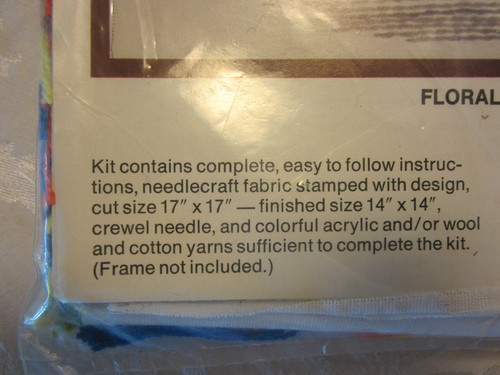 FLORAL
Kit contains complete, easy to follow instruc-
tions, needlecraft fabric stamped with design,
cut size 17" x 17" — finished size 14" x 14",
crewel needle, and colorful acrylic and/or wool
and cotton yarns sufficient to complete the kit.
(Frame not included.)